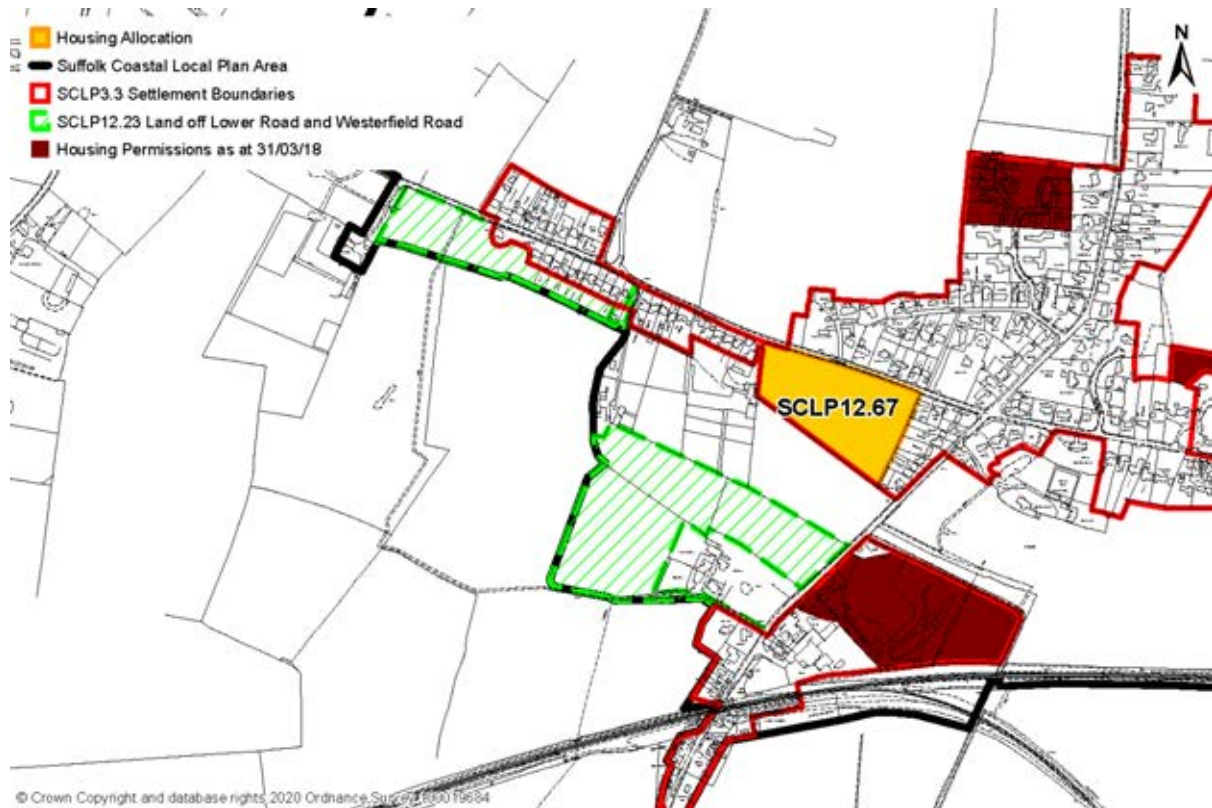 Housing Allocation
Suffolk Coastal Local Plan Area
SCLP3.3 Settlement Boundaries
SCLP12.23 Land off Lower Road and Westerfield Road
Housing Permissions as at 31/03/18
N
SCLP12.67
© Crown Copyright and database rights 2020 Ordnance Survey 100019684